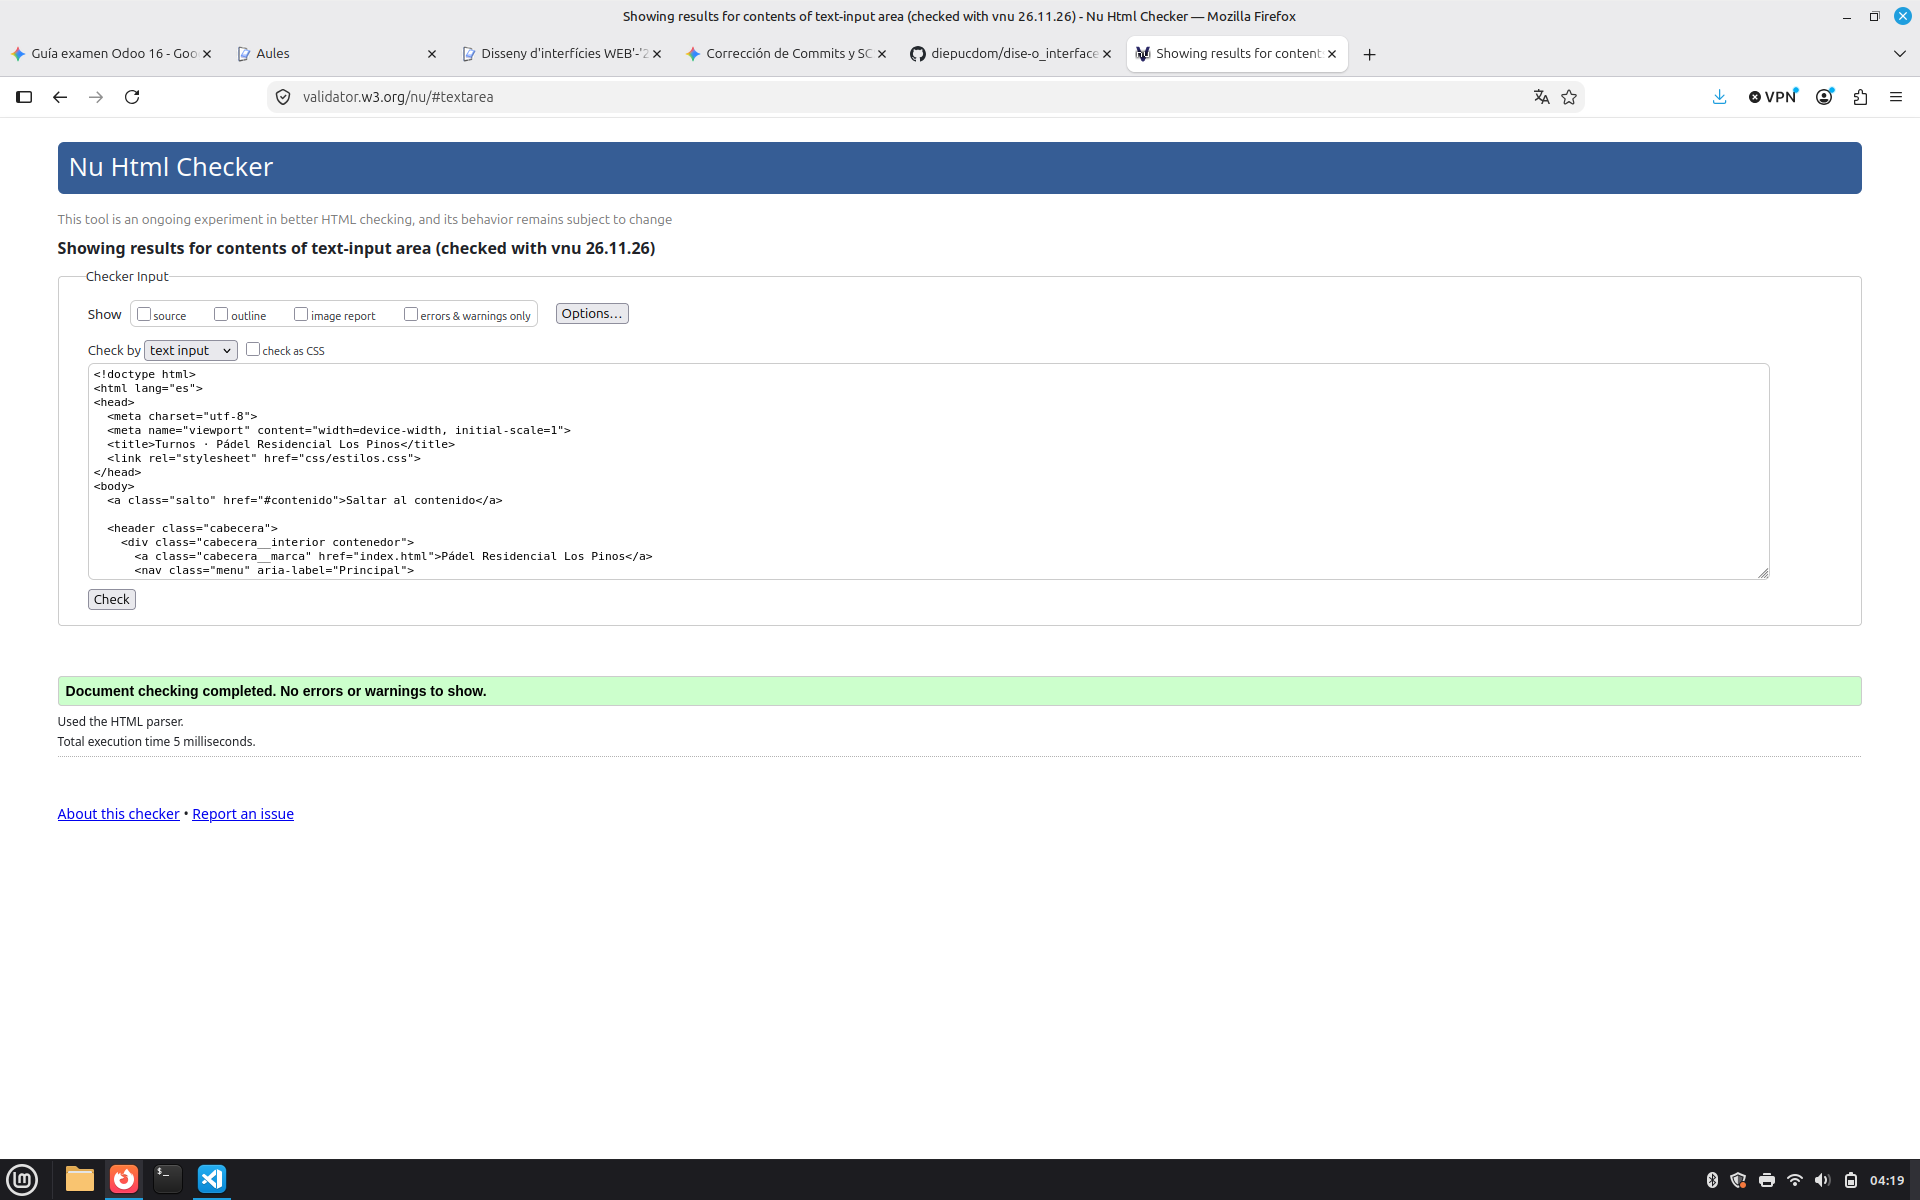 Showing results for contents of text-input area (checked with vnu 26.11.26) - Nu Html Checker — Mozilla Firefox
Guía examen Odoo 16 - Goo
Aules
Disseny d'interfícies WEB'-'2
Corrección de Commits y SC
diepucdom/dise-o_interface
Showing results for content
validator.w3.org/nu/#textarea
VPN
Nu Html Checker
This tool is an ongoing experiment in better HTML checking, and its behavior remains subject to change
Showing results for contents of text-input area (checked with vnu 26.11.26)
Checker Input
Show source outline image report errors & warnings only Options...
Check by text input check as CSS
<!doctype html>
<html lang="es">
<head>
<meta charset="utf-8">
<meta name="viewport" content="width=device-width, initial-scale=1">
<title>Turnos · Pádel Residencial Los Pinos</title>
<link rel="stylesheet" href="css/estilos.css">
</head>
<body>
<a class="salto" href="#contenido">Saltar al contenido</a>
<header class="cabecera">
<div class="cabecera__interior contenedor">
<a class="cabecera__marca" href="index.html">Pádel Residencial Los Pinos</a>
<nav class="menu" aria-label="Principal">
Check
Document checking completed. No errors or warnings to show.
Used the HTML parser.
Total execution time 5 milliseconds.
About this checker • Report an issue
04:19